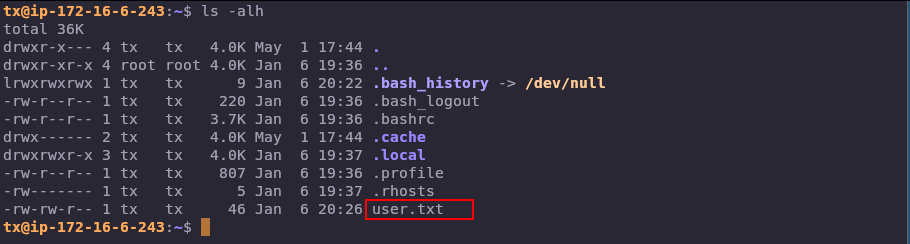 tx@ip-172-16-6-243:~$ ls -alh
total 36K
drwxr-x--- 4 tx   tx   4.0K May  1 17:44 .
drwxr-xr-x 4 root root 4.0K Jan  6 19:36 ..
lrwxrwxrwx 1 tx   tx      9 Jan  6 20:22 .bash_history -> /dev/null
-rw-r--r-- 1 tx   tx    220 Jan  6 19:36 .bash_logout
-rw-r--r-- 1 tx   tx   3.7K Jan  6 19:36 .bashrc
drwx------ 2 tx   tx   4.0K May  1 17:44 .cache
drwxrwxr-x 3 tx   tx   4.0K Jan  6 19:37 .local
-rw-r--r-- 1 tx   tx    807 Jan  6 19:36 .profile
-rw------- 1 tx   tx      5 Jan  6 19:37 .rhosts
-rw-rw-r-- 1 tx   tx     46 Jan  6 20:26 user.txt
tx@ip-172-16-6-243:~$